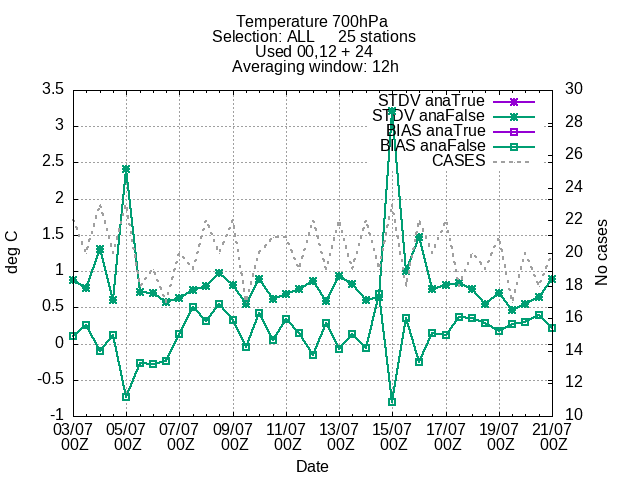 Temperature 700hPa
Selection: ALL 25 stations
Used 00,12 + 24
Averaging window: 12h
STDV anaTrue
STDV anaFalse
BIAS anaTrue
BIAS anaFalse
CASES
deg C
3.5
3
2.5
2
1.5
1
0.5
0
-0.5
-1
No cases
30
28
26
24
22
20
18
16
14
12
10
03/07 05/07 07/07 09/07 11/07 13/07 15/07 17/07 19/07 21/07
00Z 00Z 00Z 00Z 00Z 00Z 00Z 00Z 00Z 00Z
Date